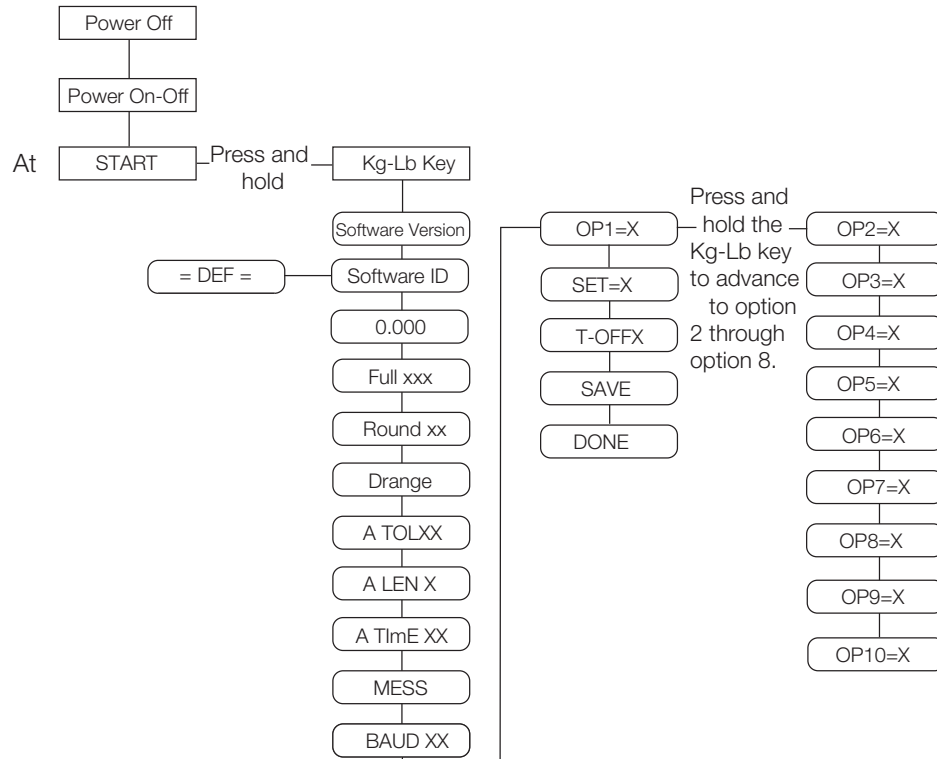 Power Off
Power On-Off
At
START
Press and
hold
Kg-Lb Key
Software Version
= DEF =
Software ID
0.000
Full xxx
Round xx
Drange
A TOLXX
A LEN X
A TImE XX
MESS
BAUD XX
OP1=X
SET=X
T-OFFX
SAVE
DONE
Press and
hold the
Kg-Lb key
to advance
to option
2 through
option 8.
OP2=X
OP3=X
OP4=X
OP5=X
OP6=X
OP7=X
OP8=X
OP9=X
OP10=X